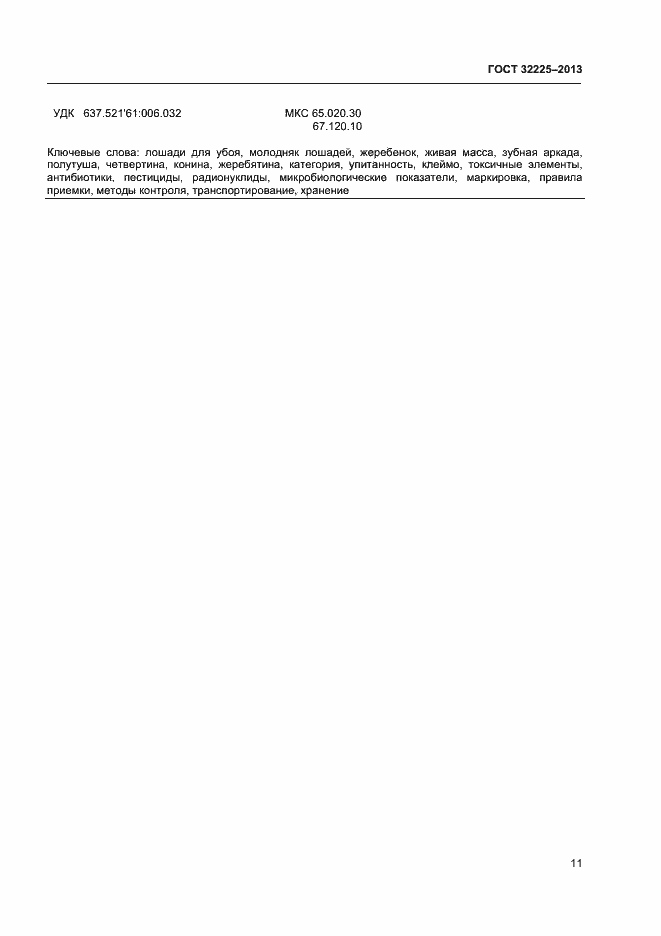 ГОСТ 32225–2013
УДК 637.521'61:006.032 МКС 65.020.30
67.120.10
Ключевые слова: лошади для убоя, молодняк лошадей, жеребенок, живая масса, зубная аркада,
полутуша, четвертина, конина, жеребятина, категория, упитанность, клеймо, токсичные элементы,
антибиотики, пестициды, радионуклиды, микробиологические показатели, маркировка, правила
приемки, методы контроля, транспортирование, хранение
11